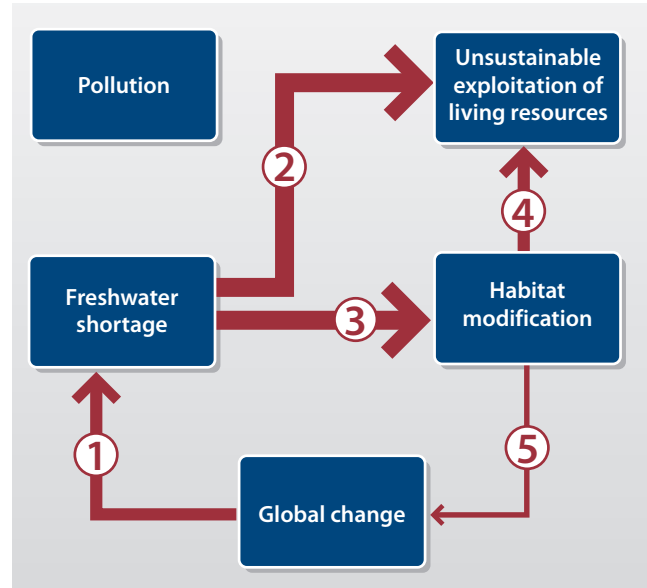 Pollution
Unsustainable
exploitation of
living resources
2
4
Freshwater
shortage
3
Habitat
modification
1
5
Global change